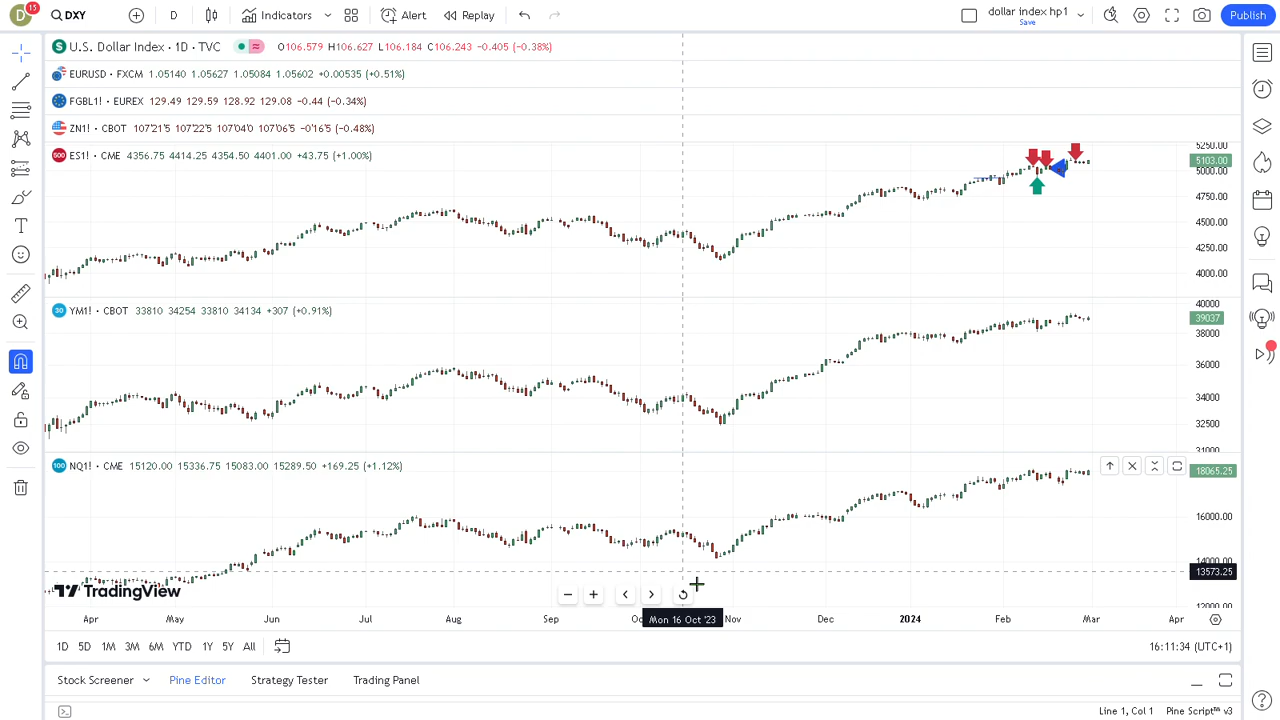 D 15 DXY D Indicators Alert Replay dollar index hp1 Save Publish
U.S. Dollar Index · 1D · TVC O106.579 H106.627 L106.184 C106.243 -0.405 (-0.38%)
EURUSD · FXCM 1.05140 1.05627 1.05084 1.05602 +0.00535 (+0.51%)
FGBL1! · EUREX 129.49 129.59 128.92 129.08 -0.44 (-0.34%)
ZN1! · CBOT 107'21'5 107'22'5 107'04'0 107'06'5 -0'16'5 (-0.48%)
500 ES1! · CME 4356.75 4414.25 4354.50 4401.00 +43.75 (+1.00%)
5250.00
5103.00
5000.00
4750.00
4500.00
4250.00
4000.00
30 YM1! · CBOT 33810 34254 33810 34134 +307 (+0.91%)
40000
39037
38000
36000
34000
32500
31000
100 NQ1! · CME 15120.00 15336.75 15083.00 15289.50 +169.25 (+1.12%)
18065.25
16000.00
14000.00
13573.25
12000.00
TradingView
Apr May Jun Jul Aug Sep Oc Mon 16 Oct '23 Nov Dec 2024 Feb Mar Apr
1D 5D 1M 3M 6M YTD 1Y 5Y All 16:11:34 (UTC+1)
Stock Screener Pine Editor Strategy Tester Trading Panel
Line 1, Col 1 Pine Script™ v3